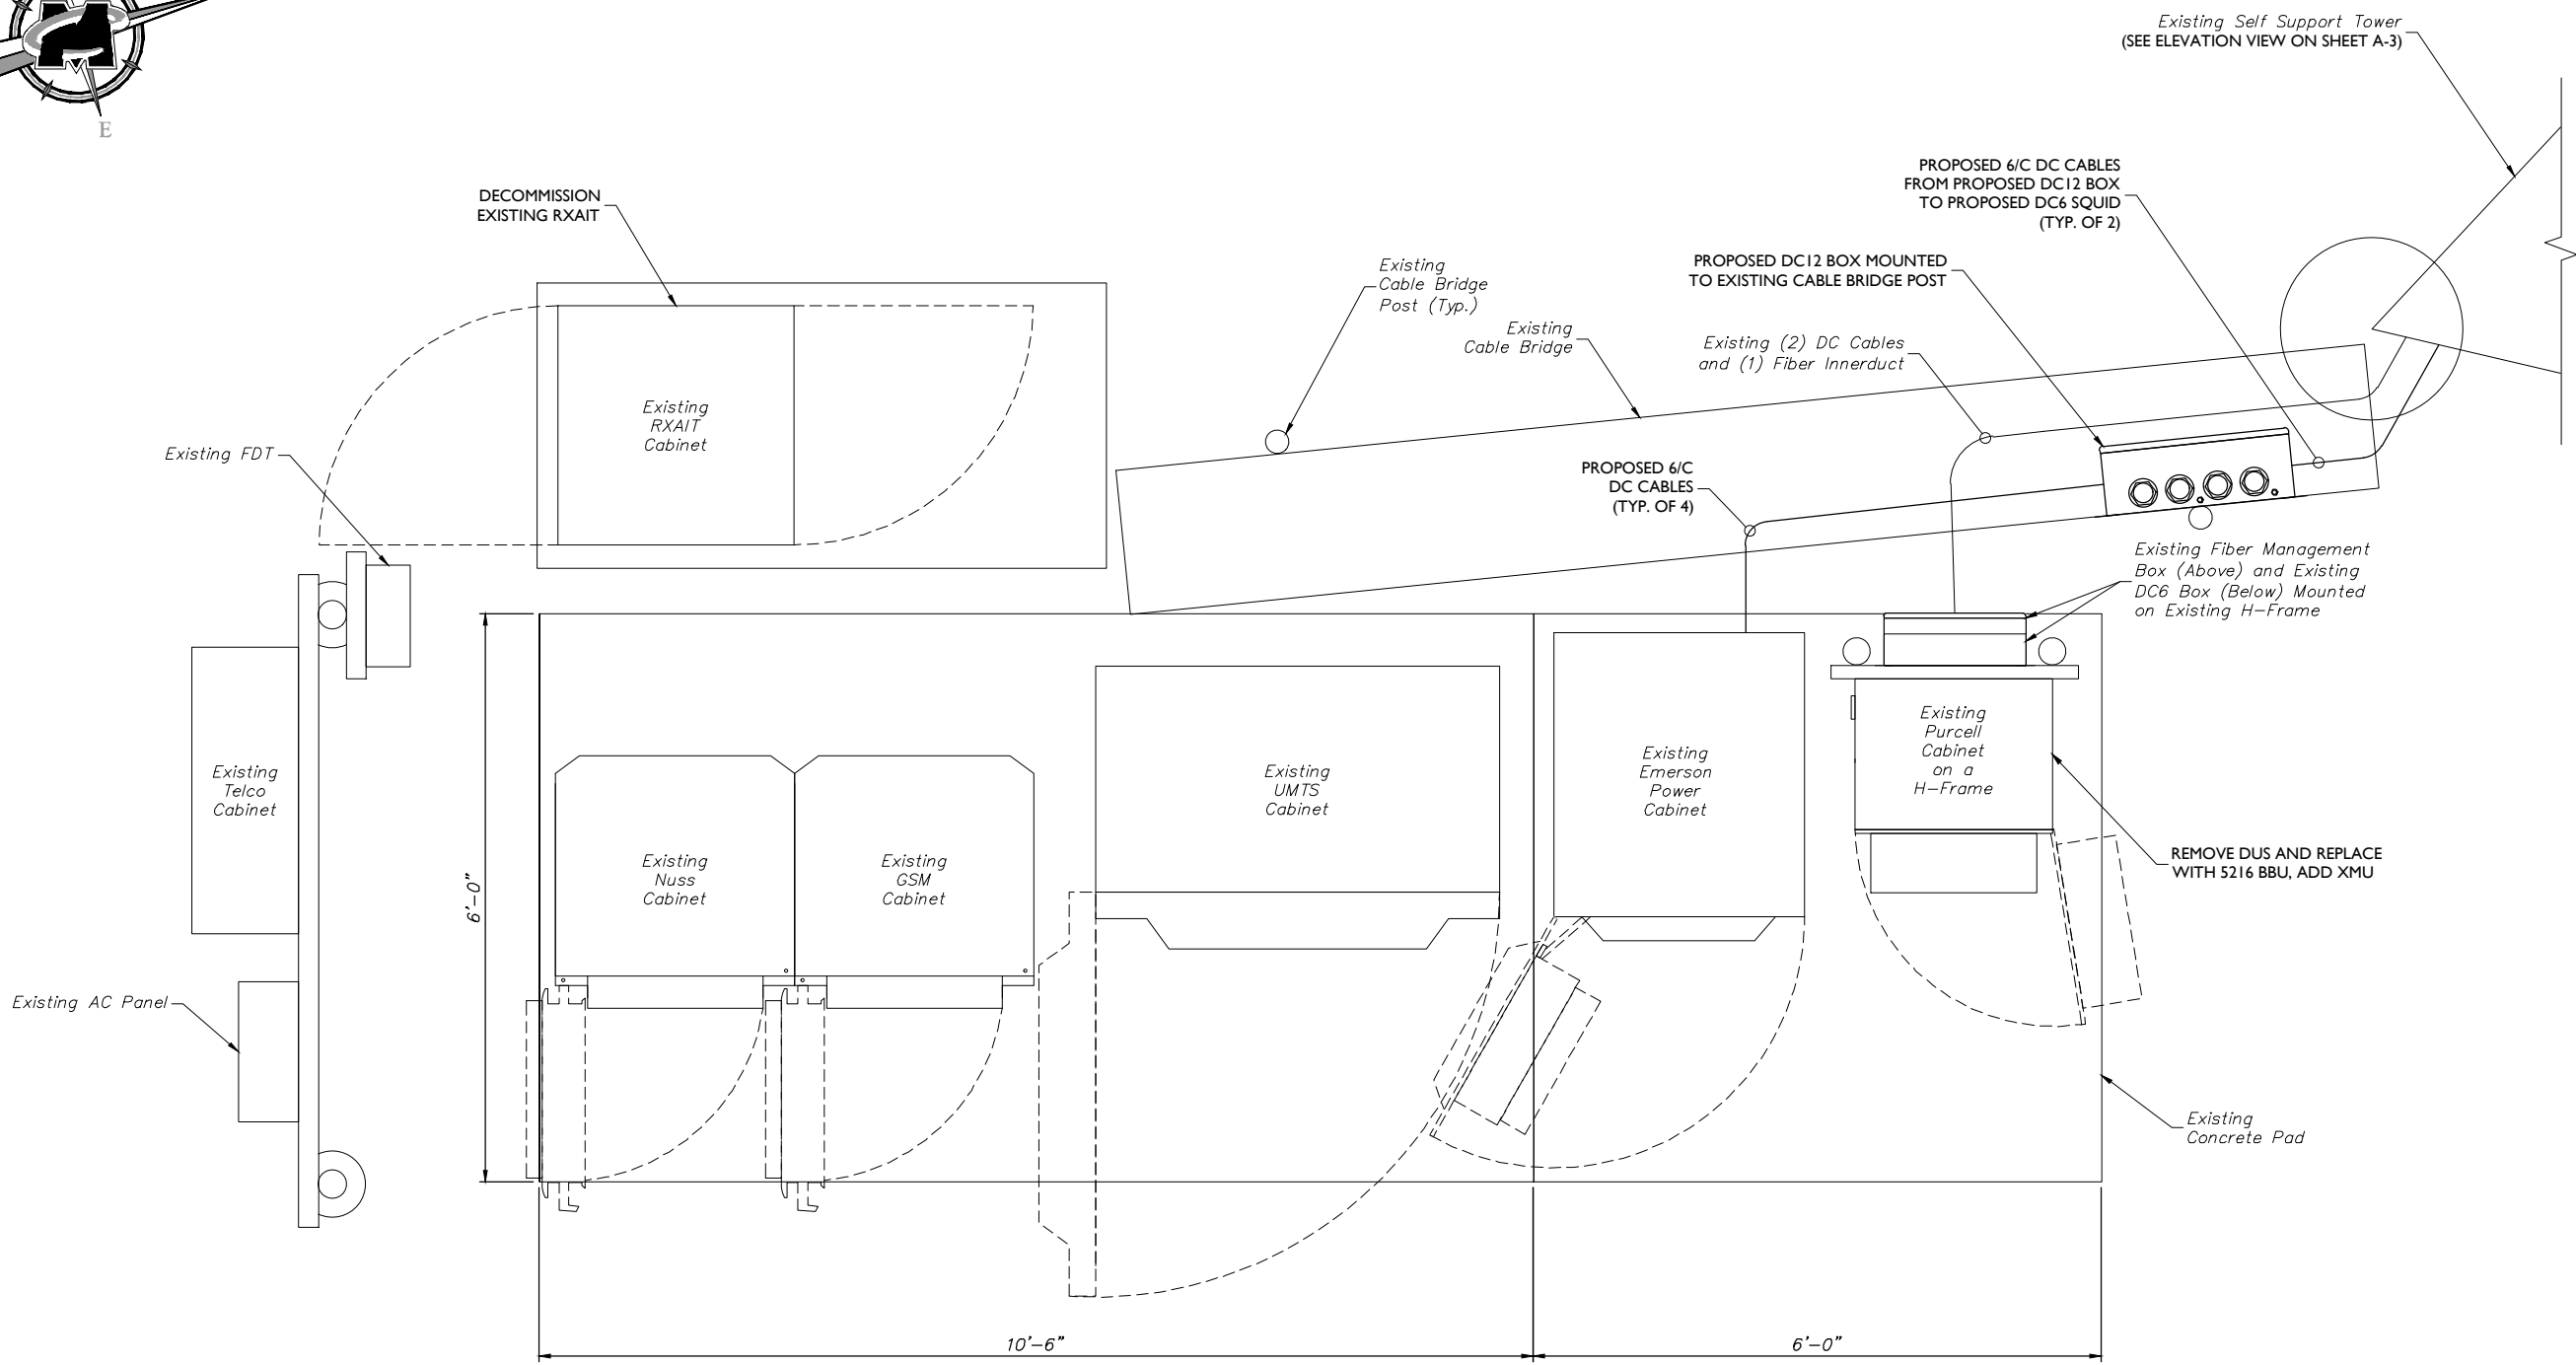 E
Existing Self Support Tower
(SEE ELEVATION VIEW ON SHEET A-3)
DECOMMISSION
EXISTING RXAIT
PROPOSED 6/C DC CABLES
FROM PROPOSED DC12 BOX
TO PROPOSED DC6 SQUID
(TYP. OF 2)
Existing
Cable Bridge
Post (Typ.)
PROPOSED DC12 BOX MOUNTED
TO EXISTING CABLE BRIDGE POST
Existing
Cable Bridge
Existing (2) DC Cables
and (1) Fiber Innerduct
Existing
RXAIT
Cabinet
Existing FDT
PROPOSED 6/C
DC CABLES
(TYP. OF 4)
Existing Fiber Management
Box (Above) and Existing
DC6 Box (Below) Mounted
on Existing H-Frame
Existing
Telco
Cabinet
Existing
UMTS
Cabinet
Existing
Emerson
Power
Cabinet
Existing
Purcell
Cabinet
on a
H-Frame
Existing
Nuss
Cabinet
Existing
GSM
Cabinet
6'-0"
REMOVE DUS AND REPLACE
WITH 5216 BBU, ADD XMU
Existing AC Panel
Existing
Concrete Pad
10'-6"
6'-0"